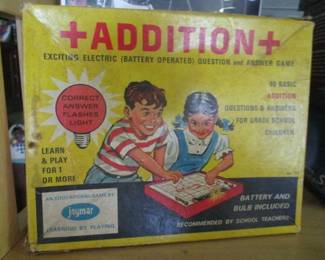 +ADDITION+
EXCITING ELECTRIC (BATTERY OPERATED) QUESTION and ANSWER GAME
CORRECT
ANSWER
FLASHES
LIGHT
40 BASIC
ADDITION
QUESTIONS & ANSWERS
FOR GRADE SCHOOL
CHILDREN
LEARN
& PLAY
FOR 1
OR MORE
AN EDUCATIONAL GAME BY
jaymar
LEARNING BY PLAYING
BATTERY AND
BULB INCLUDED
RECOMMENDED BY SCHOOL TEACHERS